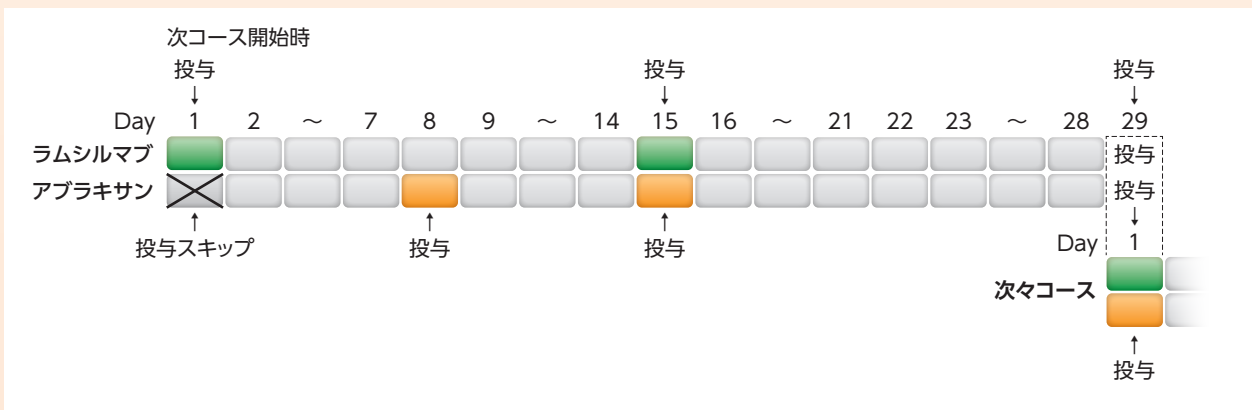 次コース開始時
投与 投与 投与
↓ ↓ ↓
Day 1 2 ～ 7 8 9 ～ 14 15 16 ～ 21 22 23 ～ 28 29
ラムシルマブ 投与
アブラキサン 投与
↑ ↑ ↑ ↓
投与スキップ 投与 投与
Day 1
次々コース
↑
投与